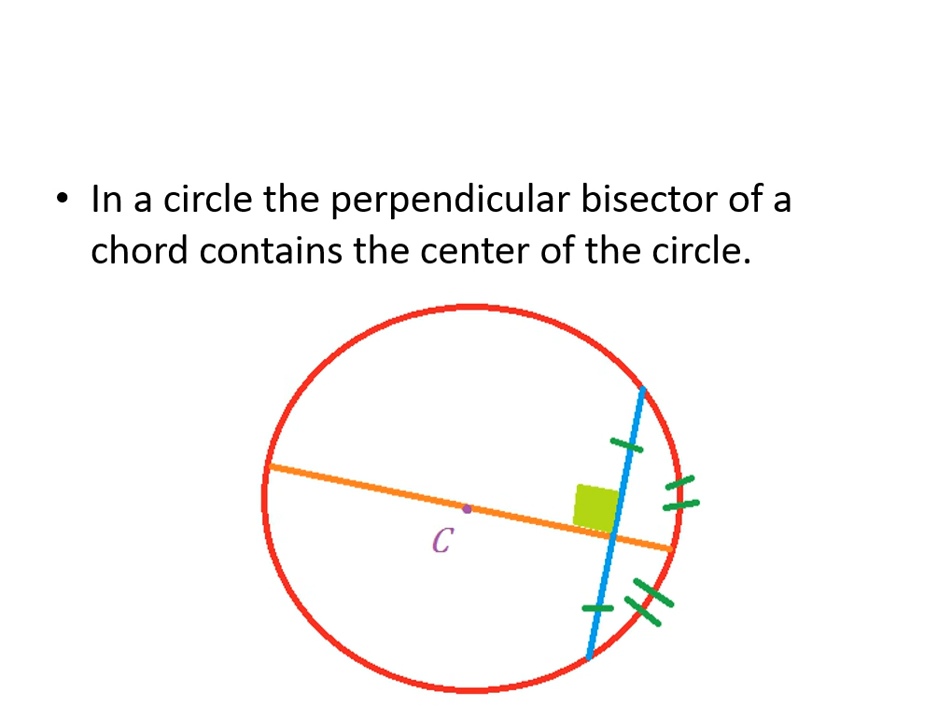 • In a circle the perpendicular bisector of a
chord contains the center of the circle.
C